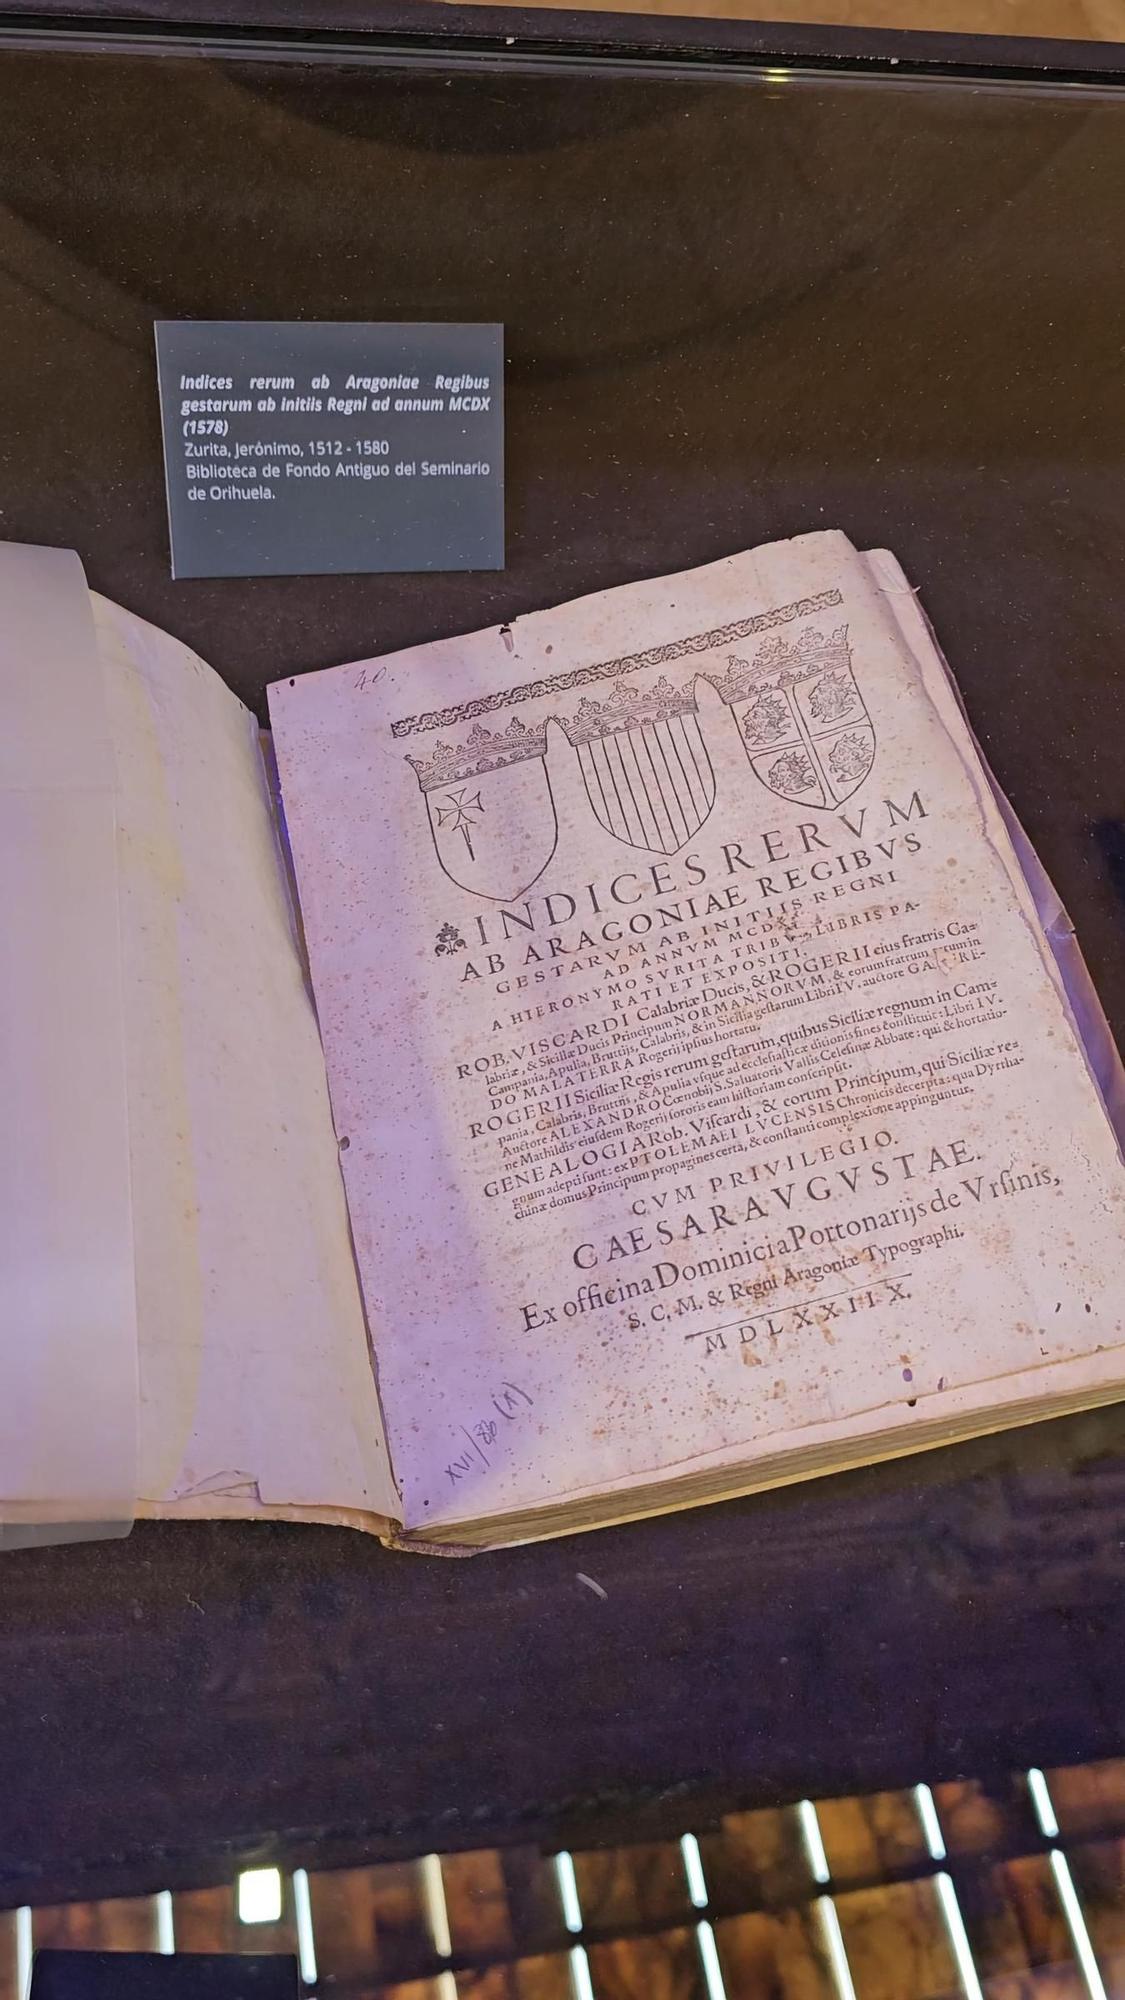 Indices rerum ab Aragoniae Regibus
gestarum ab initiis Regni ad annum MCDX
(1578)
Zurita, Jerónimo, 1512 - 1580
Biblioteca de Fondo Antiguo del Seminario
de Orihuela.
40.
INDICES RERVM
AB ARAGONIAE REGIBVS
GESTARVM AB INITIIS REGNI
AD ANNVM MCDX.
A HIERONYMO SVRITA LIBRIS PA-
RATI ET EXPOSITI.
ROB. VISCARDI Calabriæ Ducis, & ROGERII eius fratris Ca-
labriæ, & Siciliæ Ducis Principum NORMANNORVM, & eorum fratrum in
Campania, Apulia, Bruttijs, Calabris, & in Sicilia gestarum Libri IV. auctore RE-
DO MALATERRA Rogerij ipsius hortatu.
ROGERII Siciliæ Regis rerum gestarum, quibus Siciliæ regnum in Cam-
pania, Calabris, Bruttijs, & Apulia vsque ad ecclesiasticæ ditionis fines constituit: Libri IV.
Auctore ALEXANDRO Cœnobij S. Saluatoris Vallis Celesinæ Abbate: qui & hortatio-
ne Mathildis eiusdem Rogerij sororis eam historiam conscripsit.
GENEALOGIA Rob. Viscardi, & eorum Principum, qui Siciliæ re-
gnum adepti sunt: ex PTOLEMAEI LVCENSIS Chronicis decerpta: qua Dyrrha-
chinæ domus Principum propagines certa, & constanti complexione appinguntur.
CVM PRIVILEGIO.
CAESARAVGVSTAE.
Ex officina Dominici a Portonarijs de Vrsinis,
S. C. M. & Regni Aragoniæ Typographi.
MDLXXIIX.
XVI/33 (1)